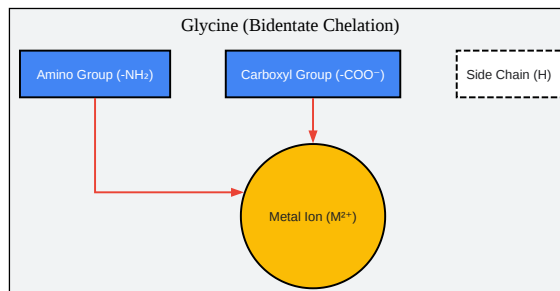 Glycine (Bidentate Chelation)
Amino Group (-NH₂)
Carboxyl Group (-COO⁻)
Side Chain (H)
Metal Ion (M²⁺)